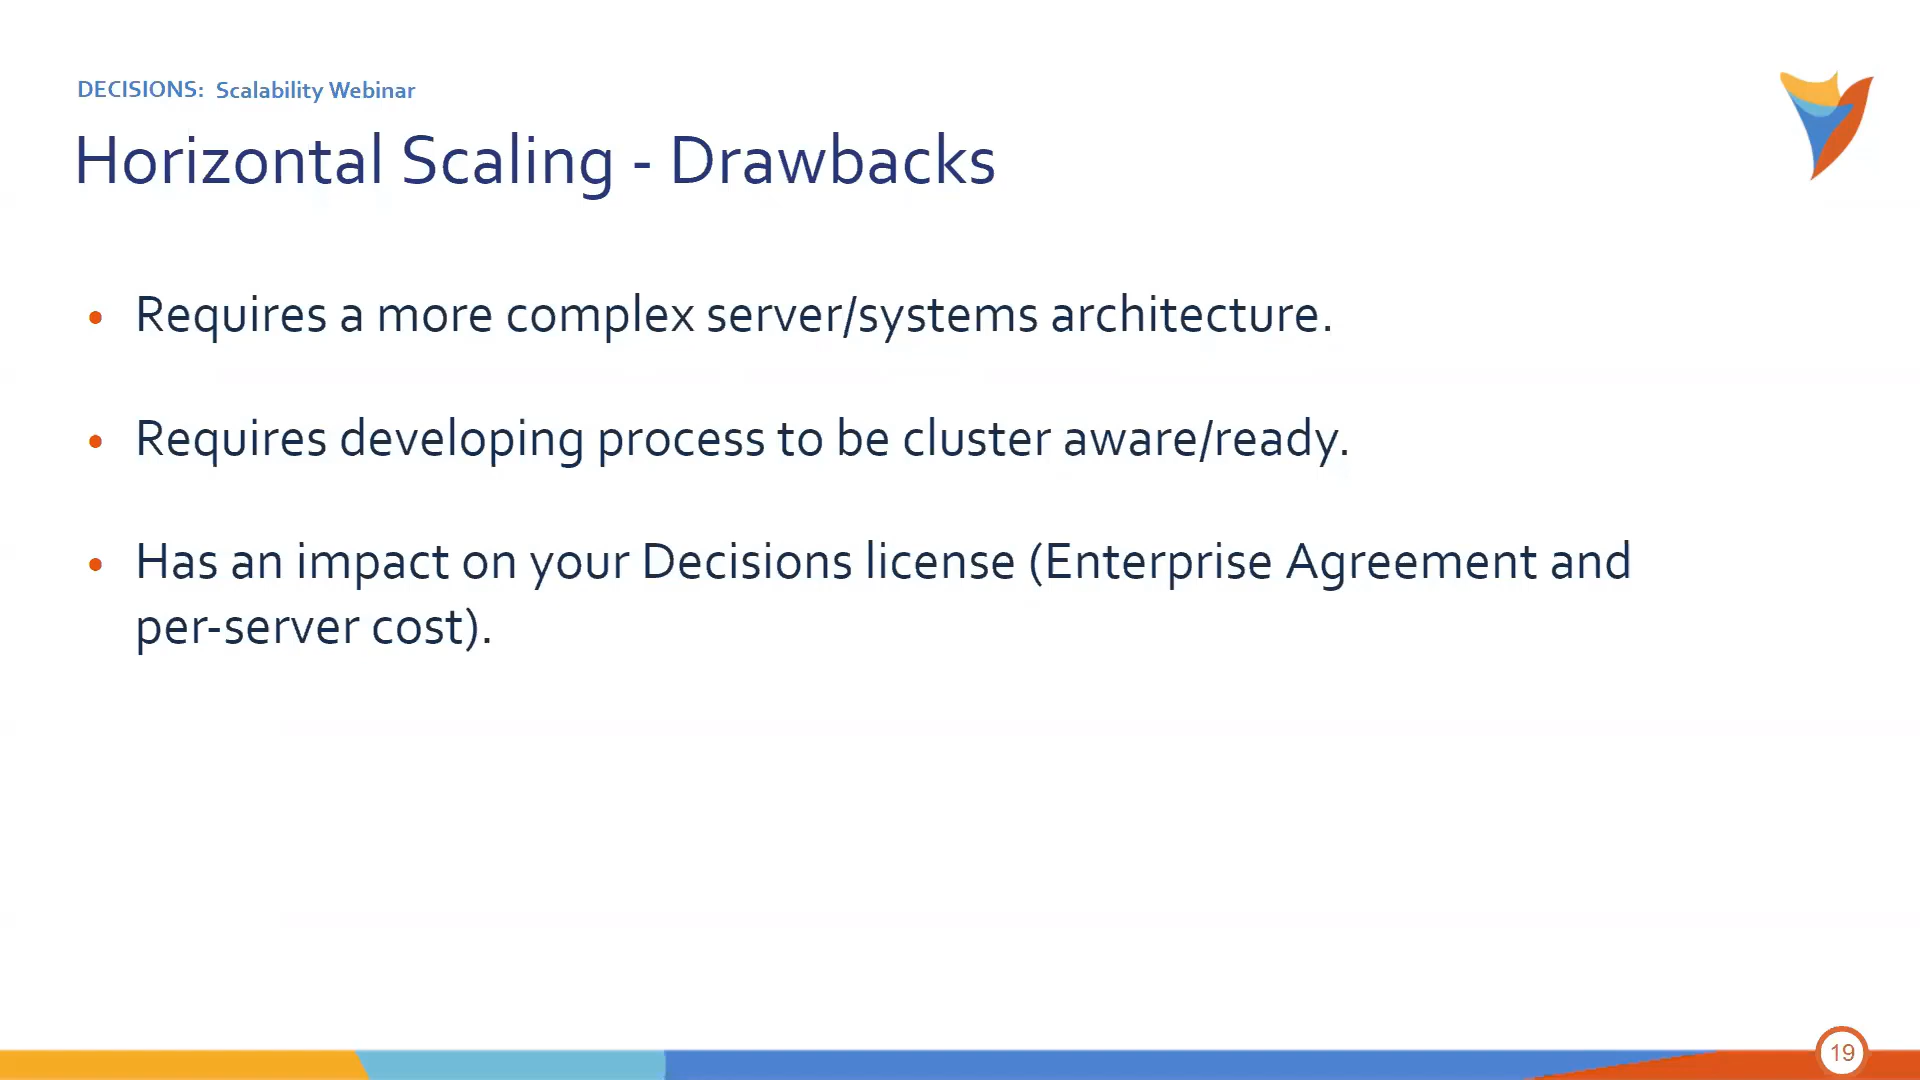 DECISIONS: Scalability Webinar
Horizontal Scaling - Drawbacks
• Requires a more complex server/systems architecture.
• Requires developing process to be cluster aware/ready.
• Has an impact on your Decisions license (Enterprise Agreement and
per-server cost).
19